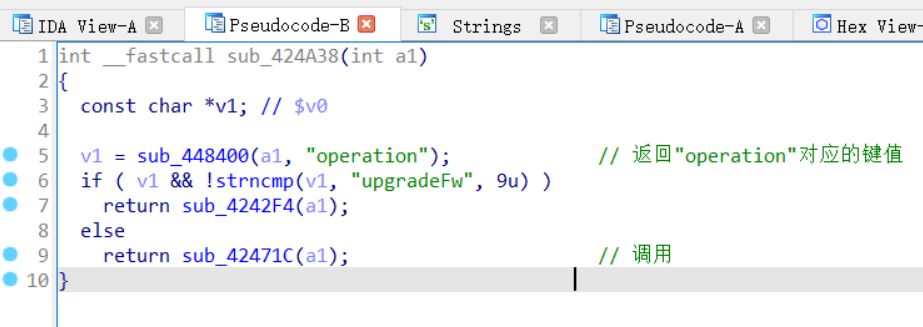 IDA View-A Pseudocode-B Strings Pseudocode-A Hex View-
1 int __fastcall sub_424A38(int a1)
2 {
3 const char *v1; // $v0
4
5 v1 = sub_448400(a1, "operation"); // 返回"operation"对应的键值
6 if ( v1 && !strncmp(v1, "upgradeFw", 9u) )
7 return sub_4242F4(a1);
8 else
9 return sub_42471C(a1); // 调用
10 }